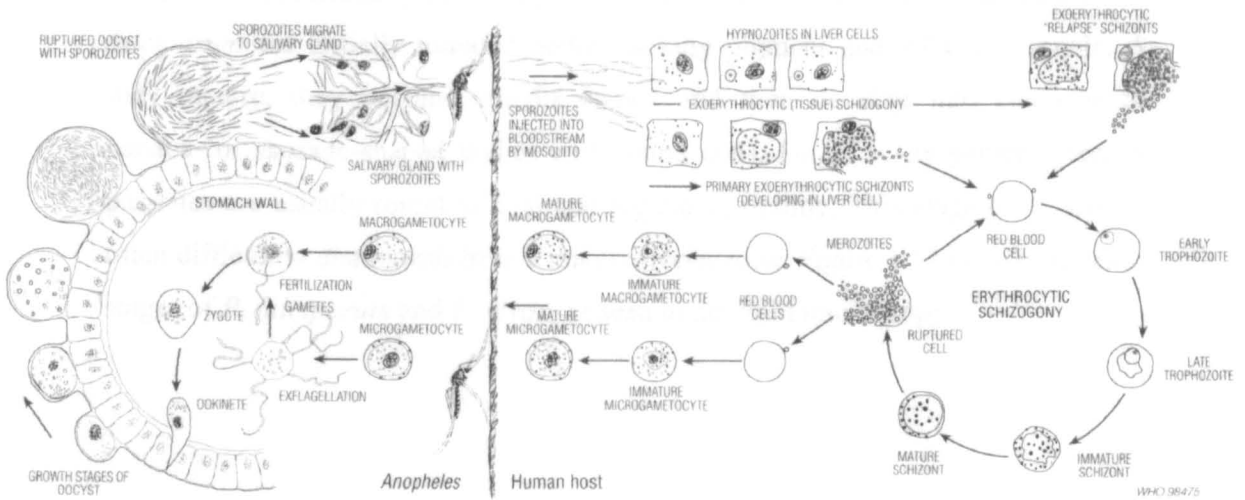 RUPTURED OOCYST
WITH SPOROZOITES
SPOROZOITES MIGRATE
TO SALIVARY GLAND
SALIVARY GLAND WITH
SPOROZOITES
STOMACH WALL
SPOROZOITES
INJECTED INTO
BLOODSTREAM
BY MOSQUITO
HYPNOZOITES IN LIVER CELLS
EXOERYTHROCYTIC (TISSUE) SCHIZOGONY
PRIMARY EXOERYTHROCYTIC SCHIZONTS
(DEVELOPING IN LIVER CELL)
EXOERYTHROCYTIC
"RELAPSE" SCHIZONTS
MACROGAMETOCYTE
FERTILIZATION
GAMETES
ZYGOTE
MICROGAMETOCYTE
EXFLAGELLATION
OOKINETE
GROWTH STAGES OF
OOCYST
MATURE
MACROGAMETOCYTE
IMMATURE
MACROGAMETOCYTE
MATURE
MICROGAMETOCYTE
IMMATURE
MICROGAMETOCYTE
RED BLOOD
CELLS
MEROZOITES
RUPTURED
CELL
RED BLOOD
CELL
EARLY
TROPHOZOITE
ERYTHROCYTIC
SCHIZOGONY
LATE
TROPHOZOITE
IMMATURE
SCHIZONT
MATURE
SCHIZONT
Anopheles
Human host
WHO 98475